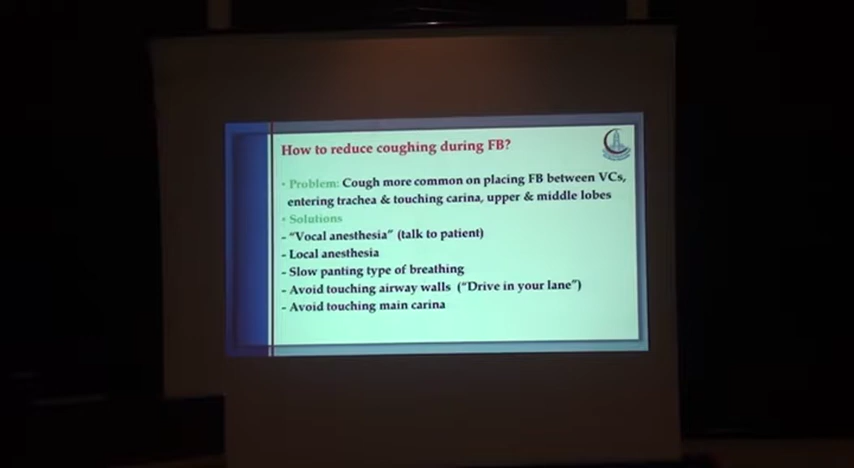 How to reduce coughing during FB?
• Problem: Cough more common on placing FB between VCs,
entering trachea & touching carina, upper & middle lobes
• Solutions
- "Vocal anesthesia" (talk to patient)
- Local anesthesia
- Slow panting type of breathing
- Avoid touching airway walls ("Drive in your lane")
- Avoid touching main carina